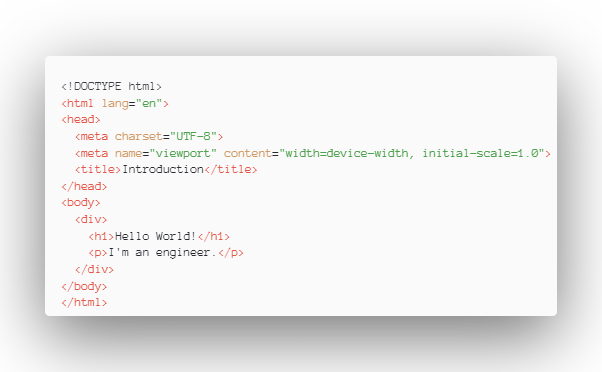 <!DOCTYPE html>
<html lang="en">
<head>
  <meta charset="UTF-8">
  <meta name="viewport" content="width=device-width, initial-scale=1.0">
  <title>Introduction</title>
</head>
<body>
  <div>
    <h1>Hello World!</h1>
    <p>I'm an engineer.</p>
  </div>
</body>
</html>